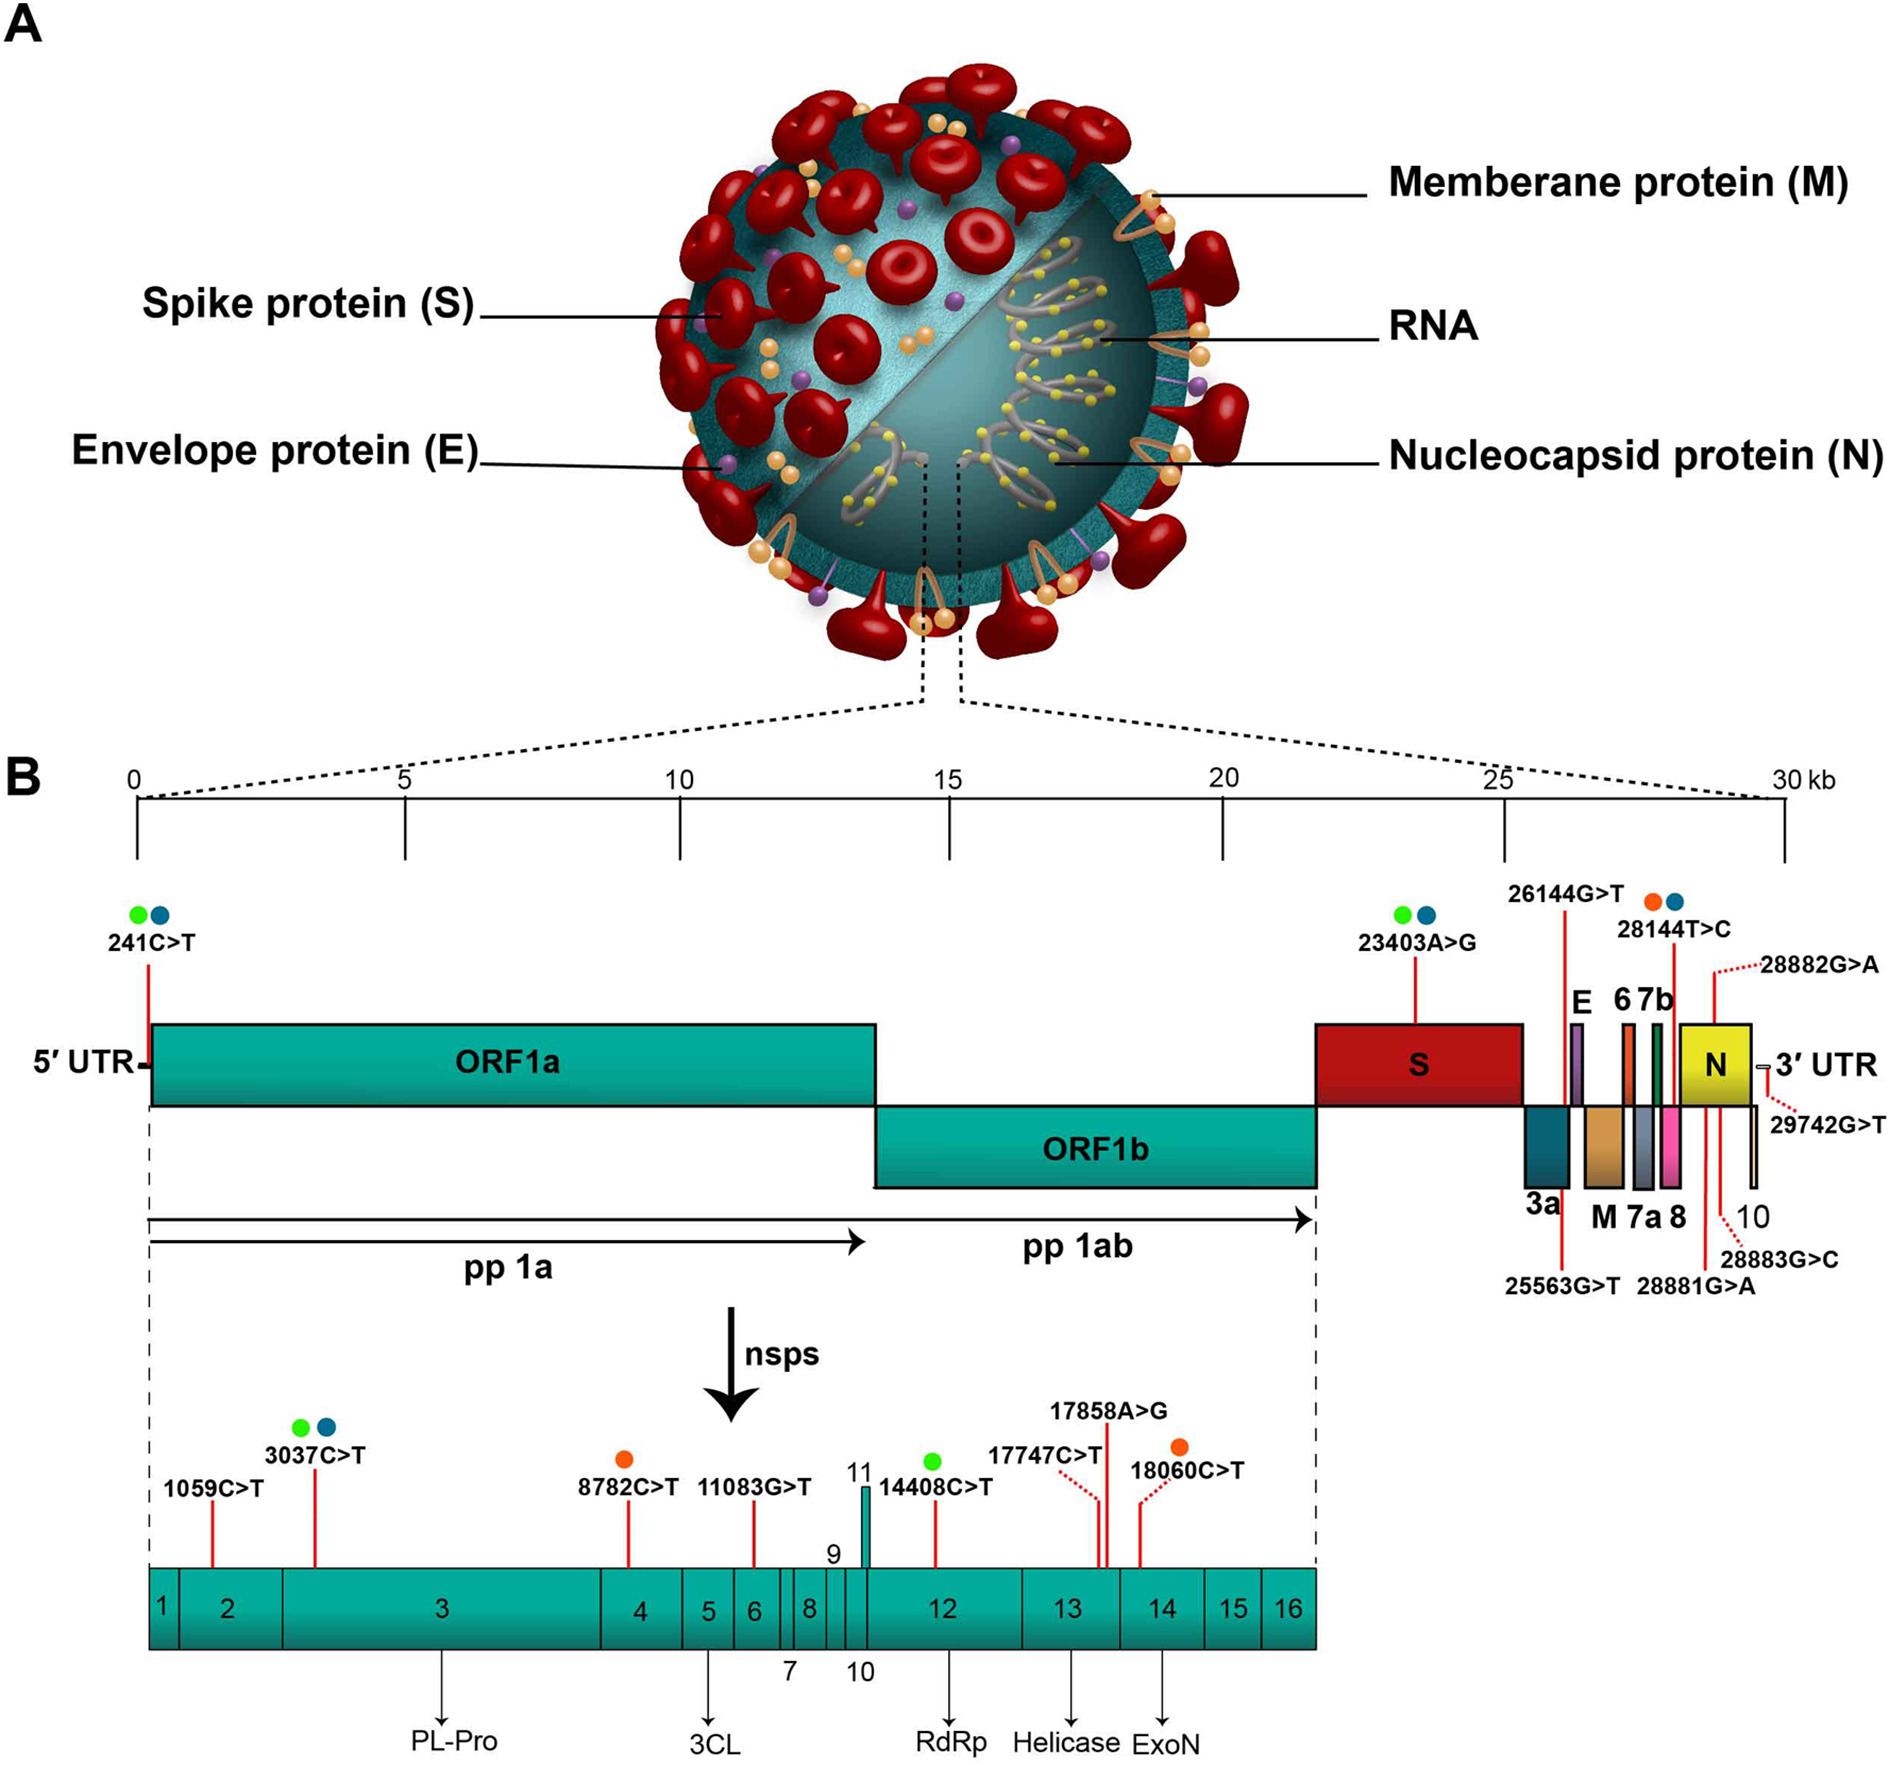 A
Memberane protein (M)
Spike protein (S)
RNA
Envelope protein (E)
Nucleocapsid protein (N)
B
0 5 10 15 20 25 30 kb
26144G>T
241C>T
23403A>G
28144T>C
28882G>A
E 6 7b
5′ UTR
ORF1a
S
N
3′ UTR
29742G>T
ORF1b
3a
M 7a 8
10
pp 1a
pp 1ab
28883G>C
25563G>T
28881G>A
nsps
17858A>G
3037C>T
17747C>T
18060C>T
1059C>T
8782C>T
11083G>T
11
14408C>T
9
1 2 3 4 5 6 8 12 13 14 15 16
7
10
PL-Pro
3CL
RdRp
Helicase
ExoN